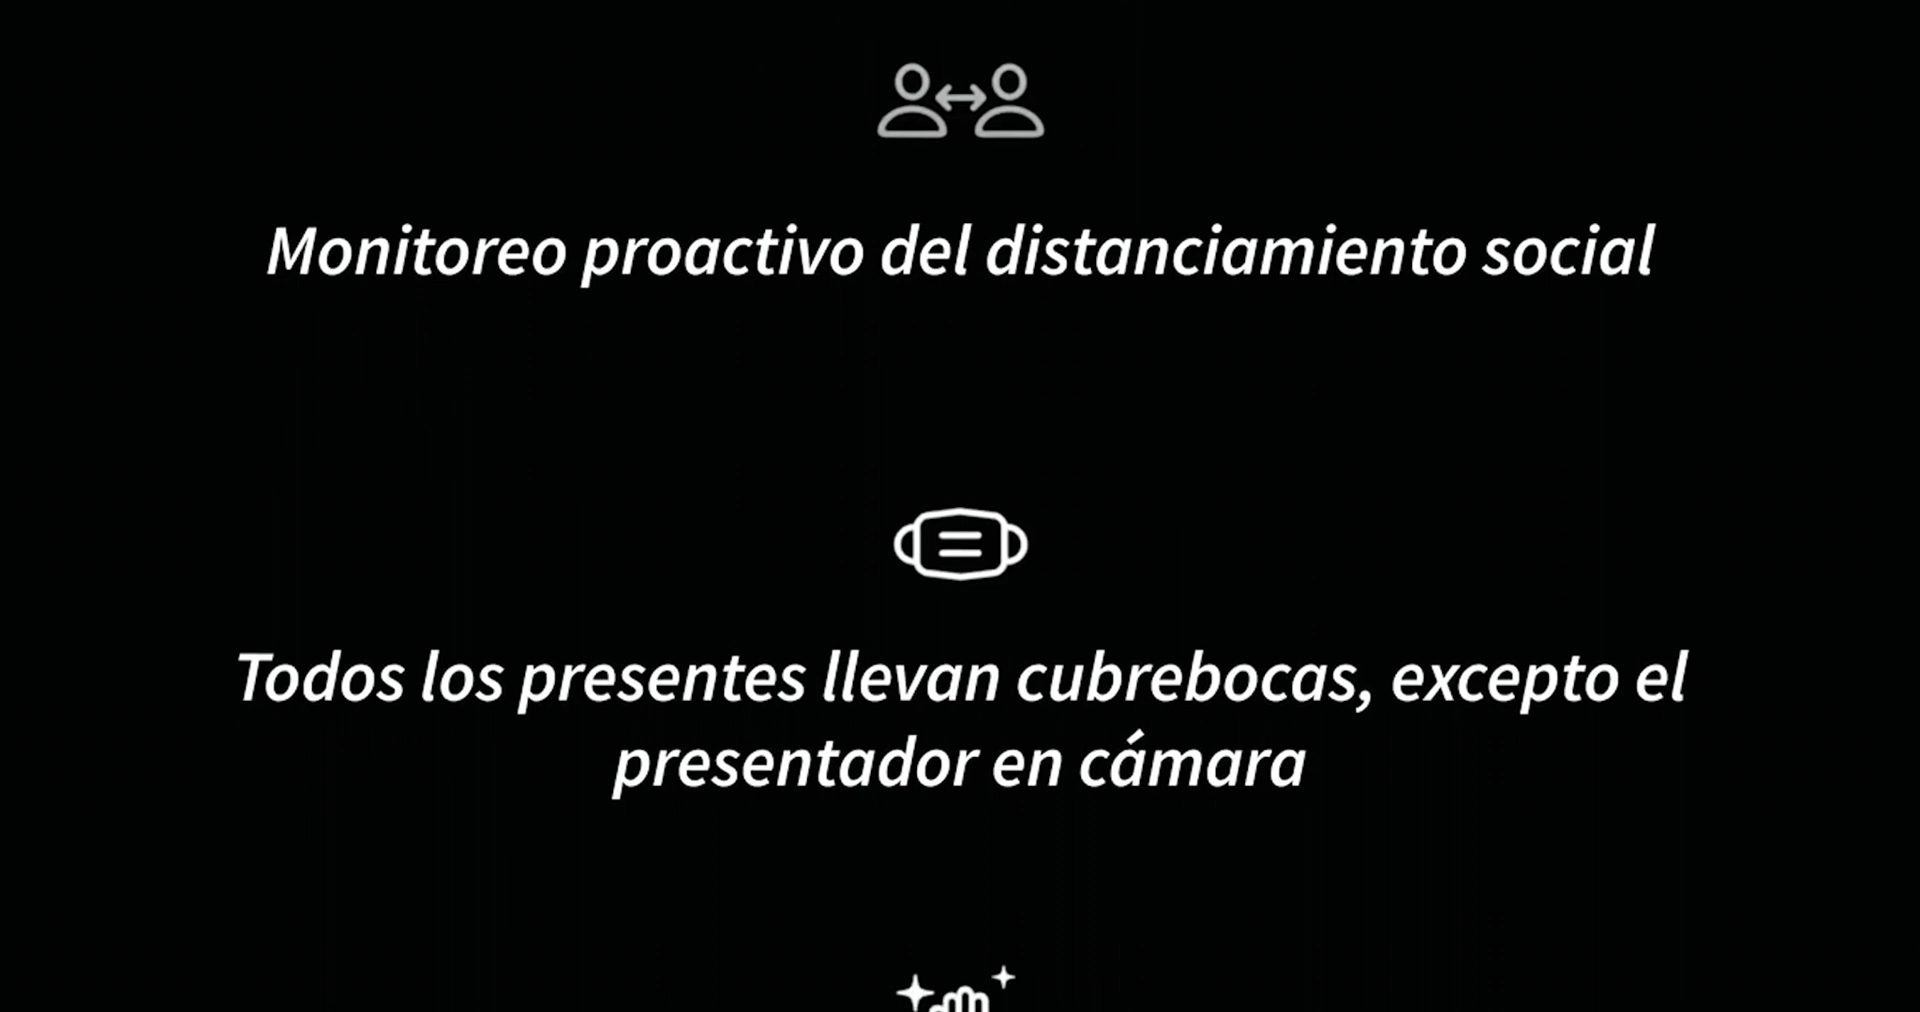 Monitoreo proactivo del distanciamiento social
Todos los presentes llevan cubrebocas, excepto el
presentador en cámara